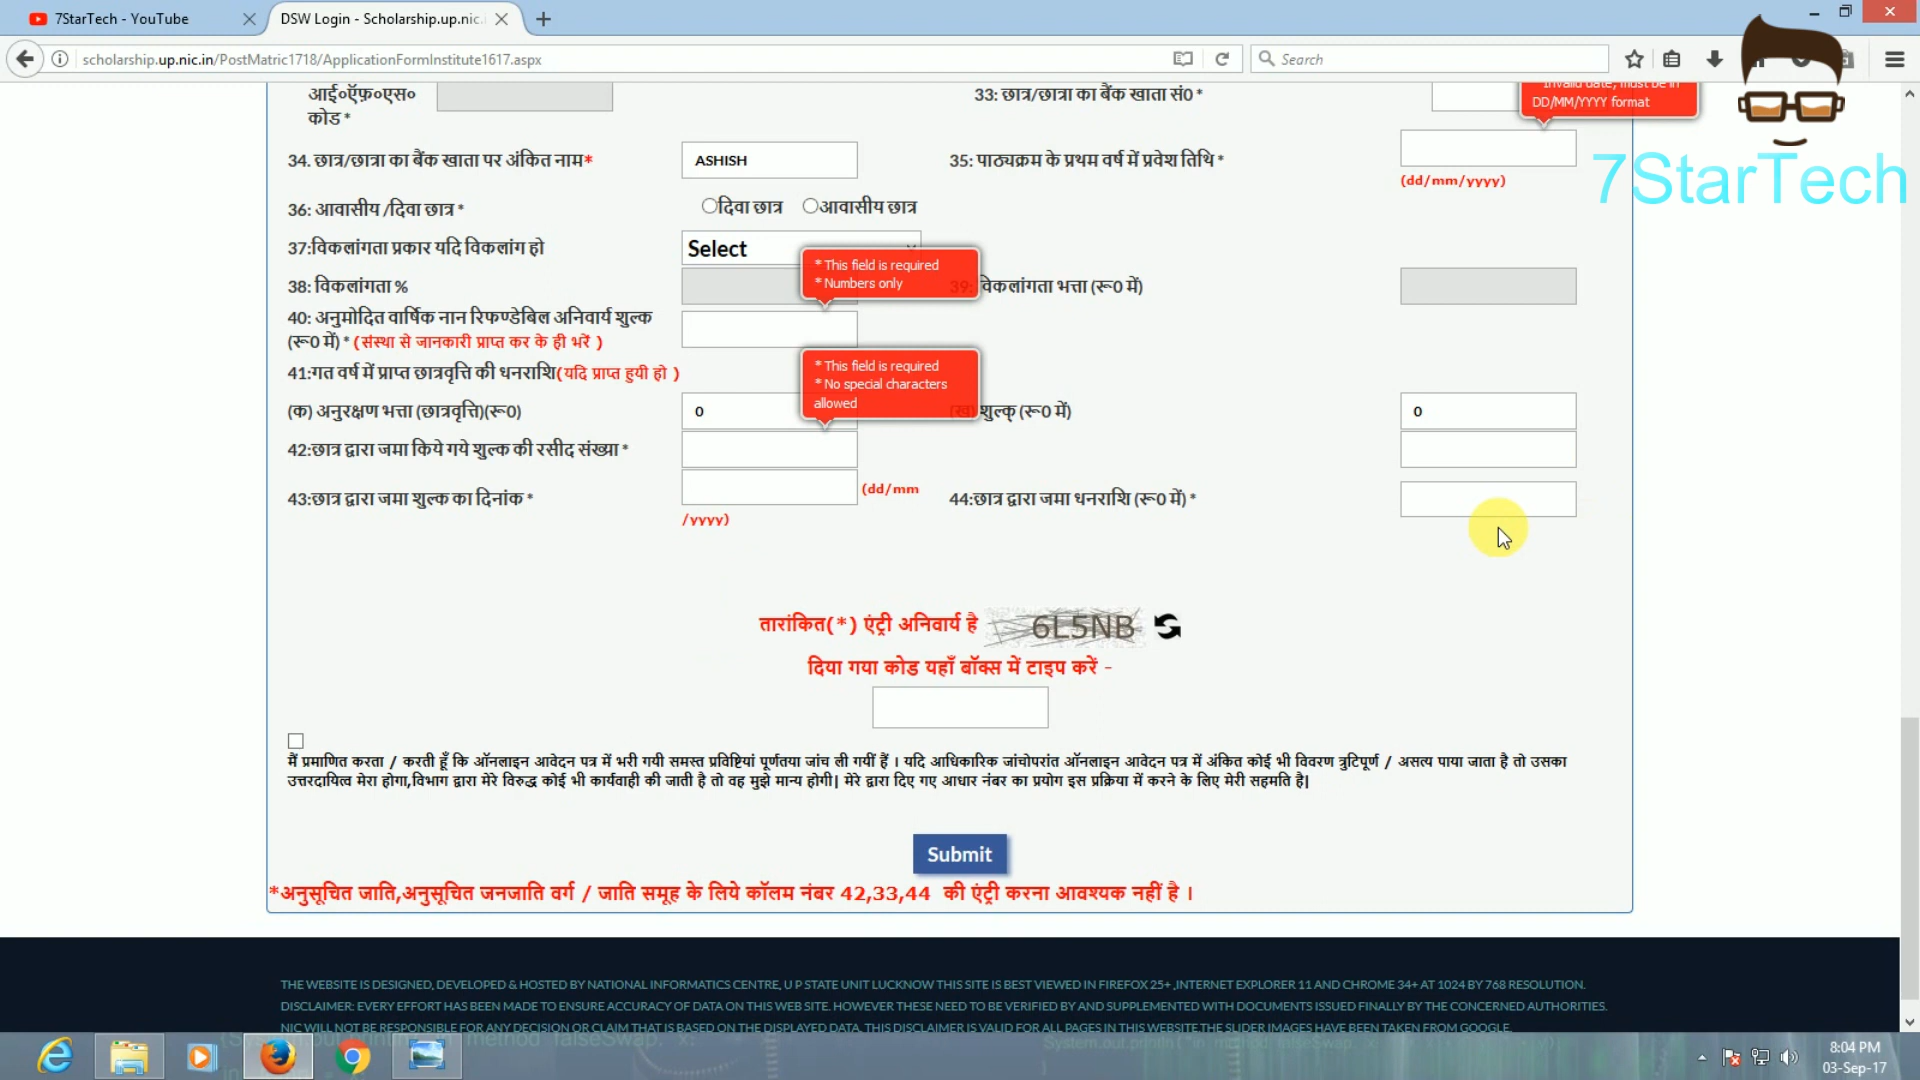 7StarTech - YouTube
DSW Login - Scholarship.up.nic.
scholarship.up.nic.in/PostMatric1718/ApplicationFormInstitute1617.aspx
Search
आई०ऍफ़०एस०
कोड *
33: छात्र/छात्रा का बैंक खाता सं0 *
* Invalid date, must be in
DD/MM/YYYY format
34. छात्र/छात्रा का बैंक खाता पर अंकित नाम*
ASHISH
35: पाठ्यक्रम के प्रथम वर्ष में प्रवेश तिथि *
(dd/mm/yyyy)
7StarTech
36: आवासीय /दिवा छात्र *
दिवा छात्र
आवासीय छात्र
37:विकलांगता प्रकार यदि विकलांग हो
Select
* This field is required
* Numbers only
38: विकलांगता %
39: विकलांगता भत्ता (रू0 में)
40: अनुमोदित वार्षिक नान रिफण्डेबिल अनिवार्य शुल्क
(रू0 में) * (संस्था से जानकारी प्राप्त कर के ही भरें )
41:गत वर्ष में प्राप्त छात्रवृत्ति की धनराशि(यदि प्राप्त हुयी हो )
* This field is required
* No special characters
allowed
(क) अनुरक्षण भत्ता (छात्रवृत्ति)(रू0)
0
(ख) शुल्क् (रू0 में)
0
42:छात्र द्वारा जमा किये गये शुल्क की रसीद संख्या *
43:छात्र द्वारा जमा शुल्क का दिनांक *
(dd/mm
/yyyy)
44:छात्र द्वारा जमा धनराशि (रू0 में) *
तारांकित(*) एंट्री अनिवार्य है
6L5NB
दिया गया कोड यहाँ बॉक्स में टाइप करें -
मैं प्रमाणित करता / करती हूँ कि ऑनलाइन आवेदन पत्र में भरी गयी समस्त प्रविष्टियां पूर्णतया जांच ली गयीं हैं । यदि आधिकारिक जांचोपरांत ऑनलाइन आवेदन पत्र में अंकित कोई भी विवरण त्रुटिपूर्ण / असत्य पाया जाता है तो उसका
उत्तरदायित्व मेरा होगा,विभाग द्वारा मेरे विरुद्ध कोई भी कार्यवाही की जाती है तो वह मुझे मान्य होगी| मेरे द्वारा दिए गए आधार नंबर का प्रयोग इस प्रक्रिया में करने के लिए मेरी सहमति है|
Submit
*अनुसूचित जाति,अनुसूचित जनजाति वर्ग / जाति समूह के लिये कॉलम नंबर 42,33,44 की एंट्री करना आवश्यक नहीं है ।
THE WEBSITE IS DESIGNED, DEVELOPED & HOSTED BY NATIONAL INFORMATICS CENTRE, U P STATE UNIT LUCKNOW THIS SITE IS BEST VIEWED IN FIREFOX 25+ ,INTERNET EXPLORER 11 AND CHROME 34+ AT 1024 BY 768 RESOLUTION.
DISCLAIMER: EVERY EFFORT HAS BEEN MADE TO ENSURE ACCURACY OF DATA ON THIS WEB SITE. HOWEVER THESE NEED TO BE VERIFIED BY AND SUPPLEMENTED WITH DOCUMENTS ISSUED FINALLY BY THE CONCERNED AUTHORITIES.
NIC WILL NOT BE RESPONSIBLE FOR ANY DECISION OR CLAIM THAT IS BASED ON THE DISPLAYED DATA. THIS DISCLAIMER IS VALID FOR ALL PAGES IN THIS WEBSITE.THE SLIDER IMAGES HAVE BEEN TAKEN FROM GOOGLE.
8:04 PM
03-Sep-17